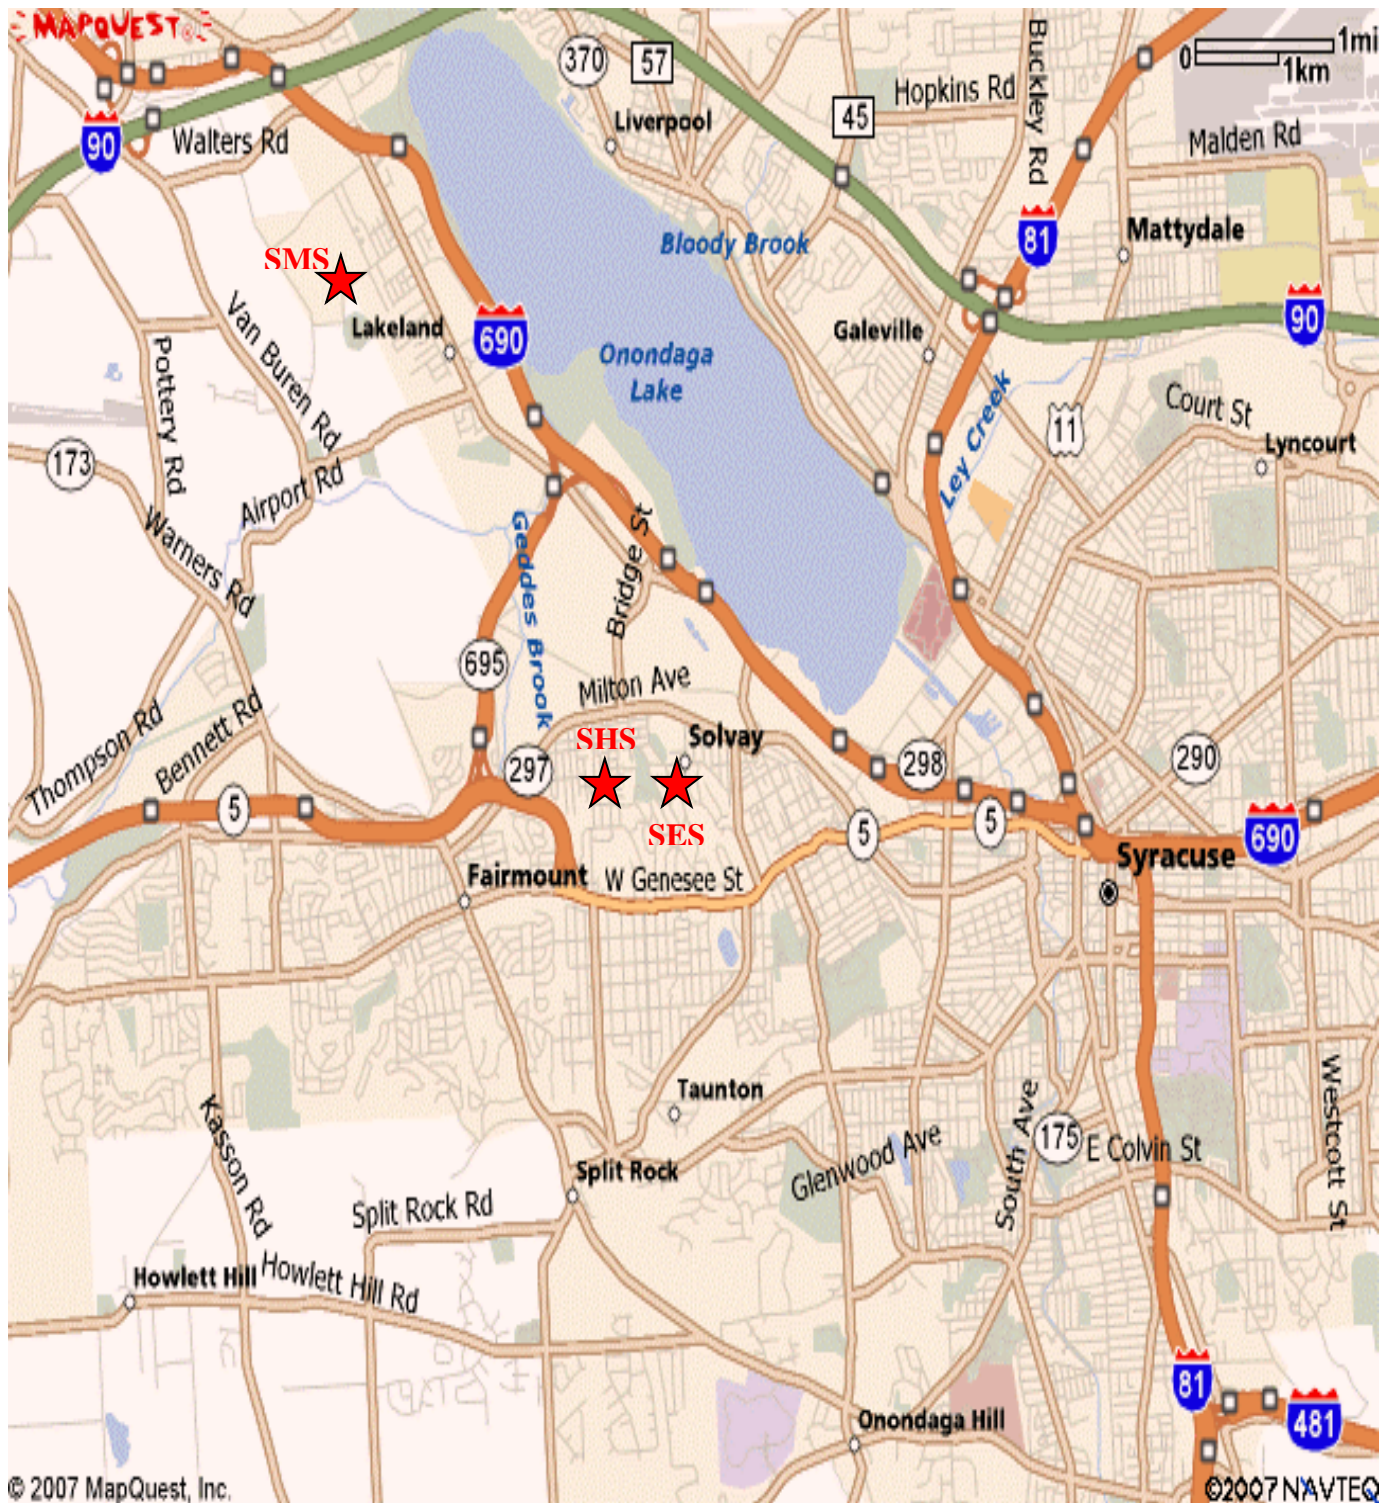 MAPQUEST
370
57
Buckley Rd
0
1mi
1km
Hopkins Rd
45
Liverpool
90
Walters Rd
Malden Rd
81
Mattydale
Bloody Brook
SMS
Lakeland
690
Galeville
90
Van Buren Rd
Onondaga
Lake
Pottery Rd
Ley Creek
11
Court St
Lyncourt
173
Airport Rd
Warners Rd
Geddes Brook
Bridge St
695
Milton Ave
Thompson Rd
Bennett Rd
SHS
Solvay
297
298
290
5
SES
5
5
690
Syracuse
Fairmount
W Genesee St
Taunton
Kasson Rd
South Ave
Westcott St
175
E Colvin St
Glenwood Ave
Split Rock
Split Rock Rd
Howlett Hill
Howlett Hill Rd
81
481
Onondaga Hill
© 2007 MapQuest, Inc.
©2007 NAVTEQ